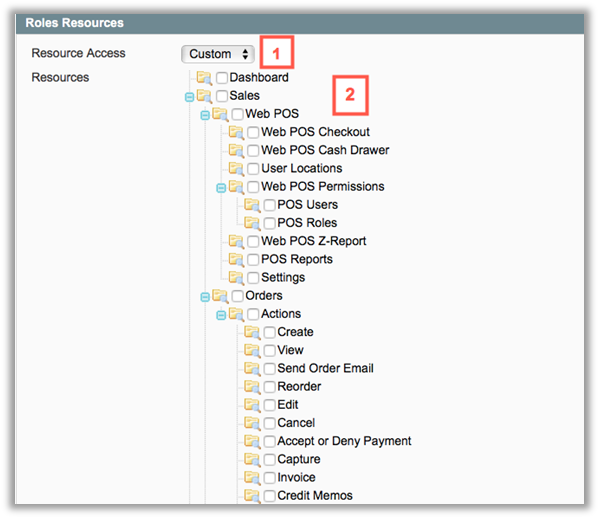 Roles Resources
Resource Access Custom 1
Resources Dashboard
Sales 2
Web POS
Web POS Checkout
Web POS Cash Drawer
User Locations
Web POS Permissions
POS Users
POS Roles
Web POS Z-Report
POS Reports
Settings
Orders
Actions
Create
View
Send Order Email
Reorder
Edit
Cancel
Accept or Deny Payment
Capture
Invoice
Credit Memos